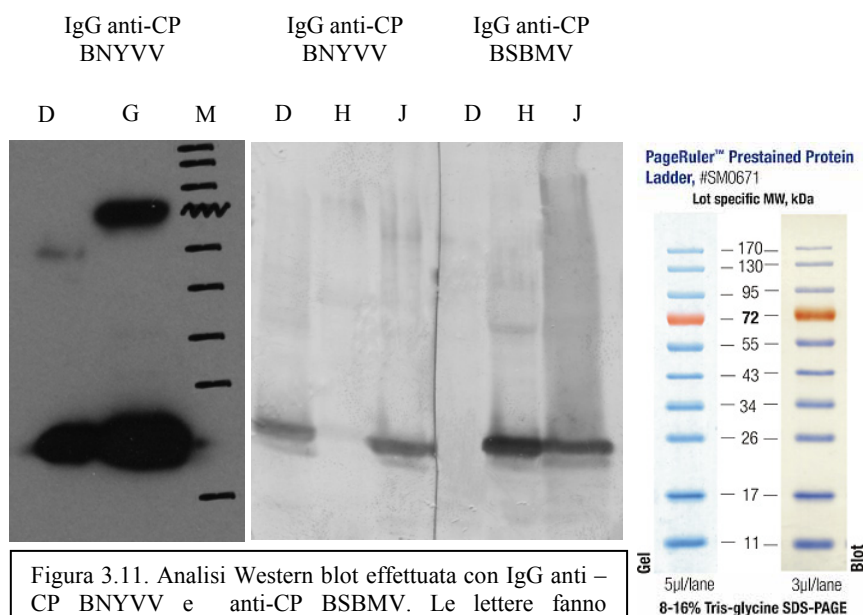 IgG anti-CP
BNYVV
IgG anti-CP
BNYVV
IgG anti-CP
BSBMV
D G M
D H J
D H J
PageRuler™ Prestained Protein
Ladder, #SM0671
Lot specific MW, kDa
170
130
95
72
55
43
34
26
17
11
Gel
Blot
5µl/lane
3µl/lane
8-16% Tris-glycine SDS-PAGE
Figura 3.11. Analisi Western blot effettuata con IgG anti –
CP BNYVV e anti-CP BSBMV. Le lettere fanno